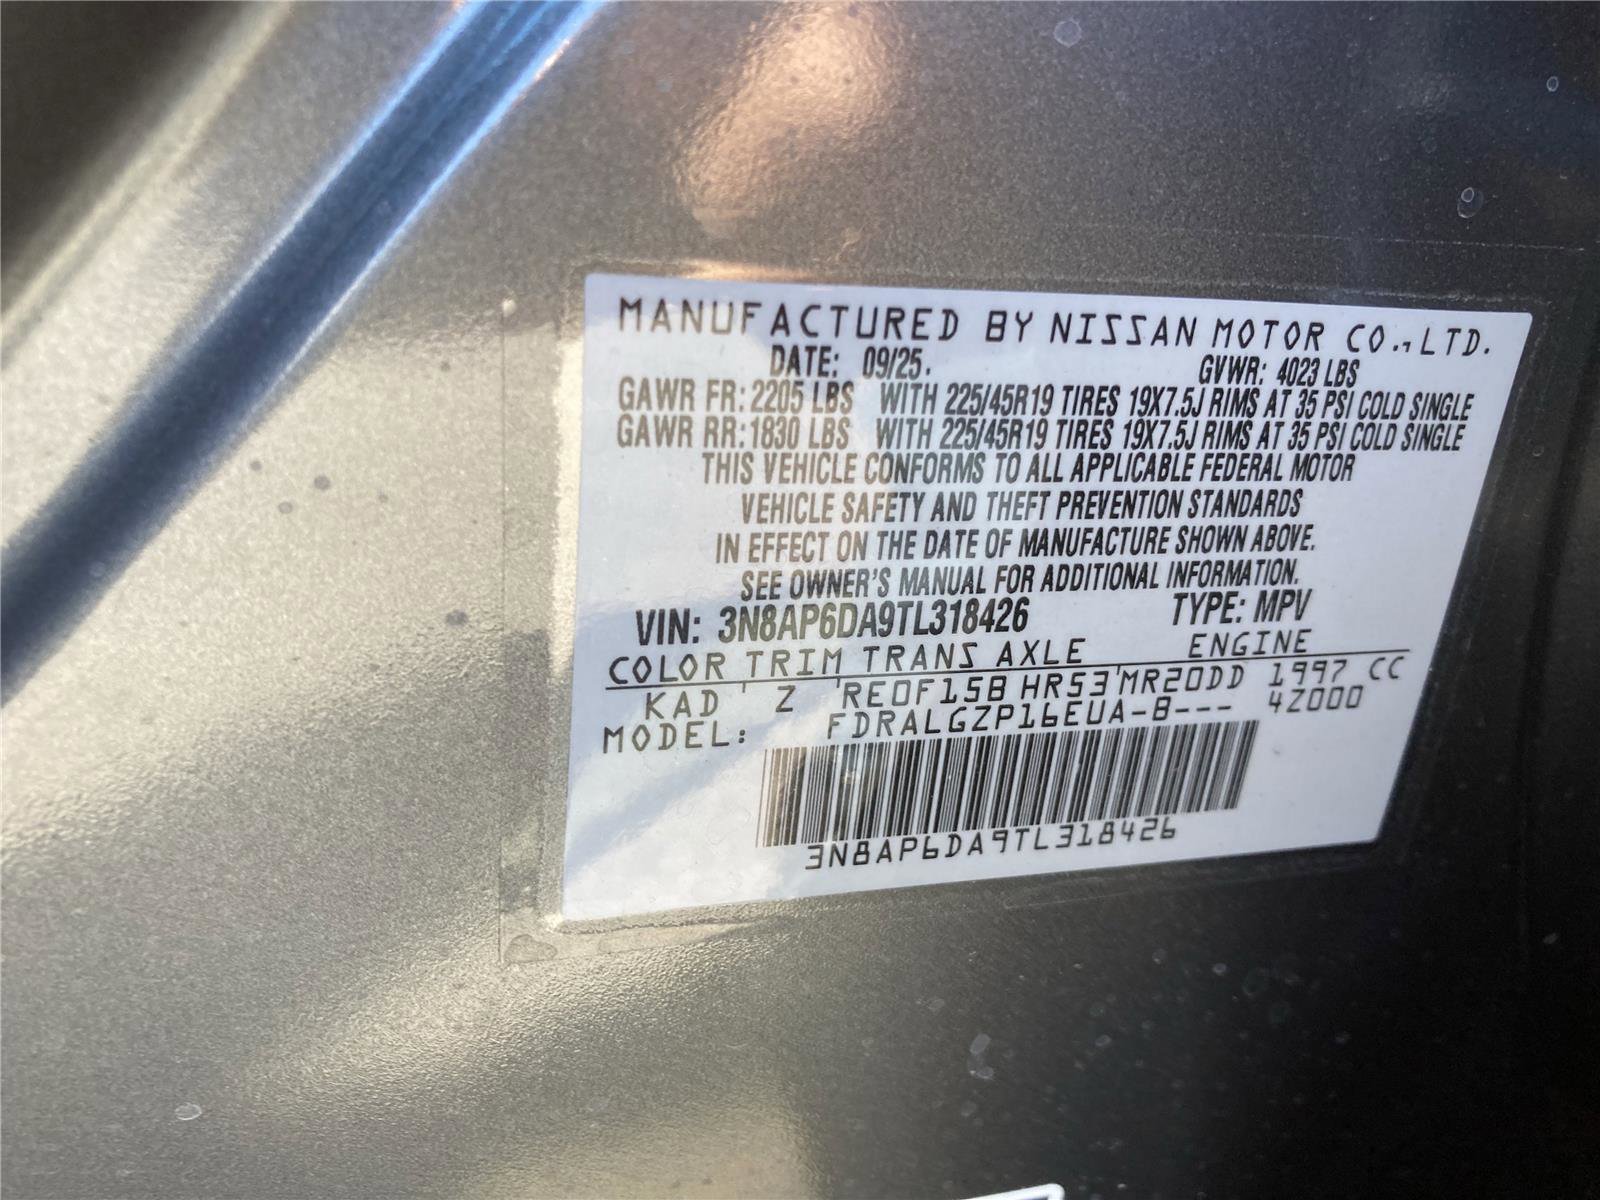 MANUFACTURED BY NISSAN MOTOR CO., LTD.
DATE: 09/25. GVWR: 4023 LBS
GAWR FR: 2205 LBS WITH 225/45R19 TIRES 19X7.5J RIMS AT 35 PSI COLD SINGLE
GAWR RR: 1830 LBS WITH 225/45R19 TIRES 19X7.5J RIMS AT 35 PSI COLD SINGLE
THIS VEHICLE CONFORMS TO ALL APPLICABLE FEDERAL MOTOR
VEHICLE SAFETY AND THEFT PREVENTION STANDARDS
IN EFFECT ON THE DATE OF MANUFACTURE SHOWN ABOVE.
SEE OWNER'S MANUAL FOR ADDITIONAL INFORMATION.
VIN: 3N8AP6DA9TL318426 TYPE: MPV
COLOR TRIM TRANS AXLE ENGINE
KAD Z RE0F15B HR53 MR20DD 1997 CC
MODEL: FDRALGZP16EUA-B--- 4Z000
3N8AP6DA9TL318426